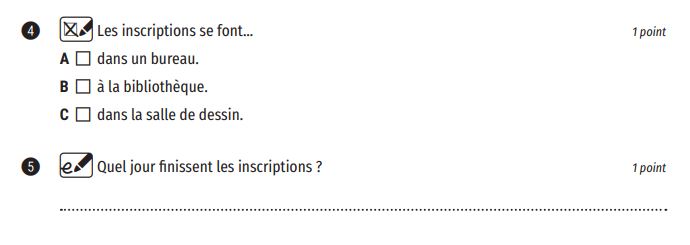 4 Les inscriptions se font... 1 point
A dans un bureau.
B à la bibliothèque.
C dans la salle de dessin.
5 Quel jour finissent les inscriptions ? 1 point